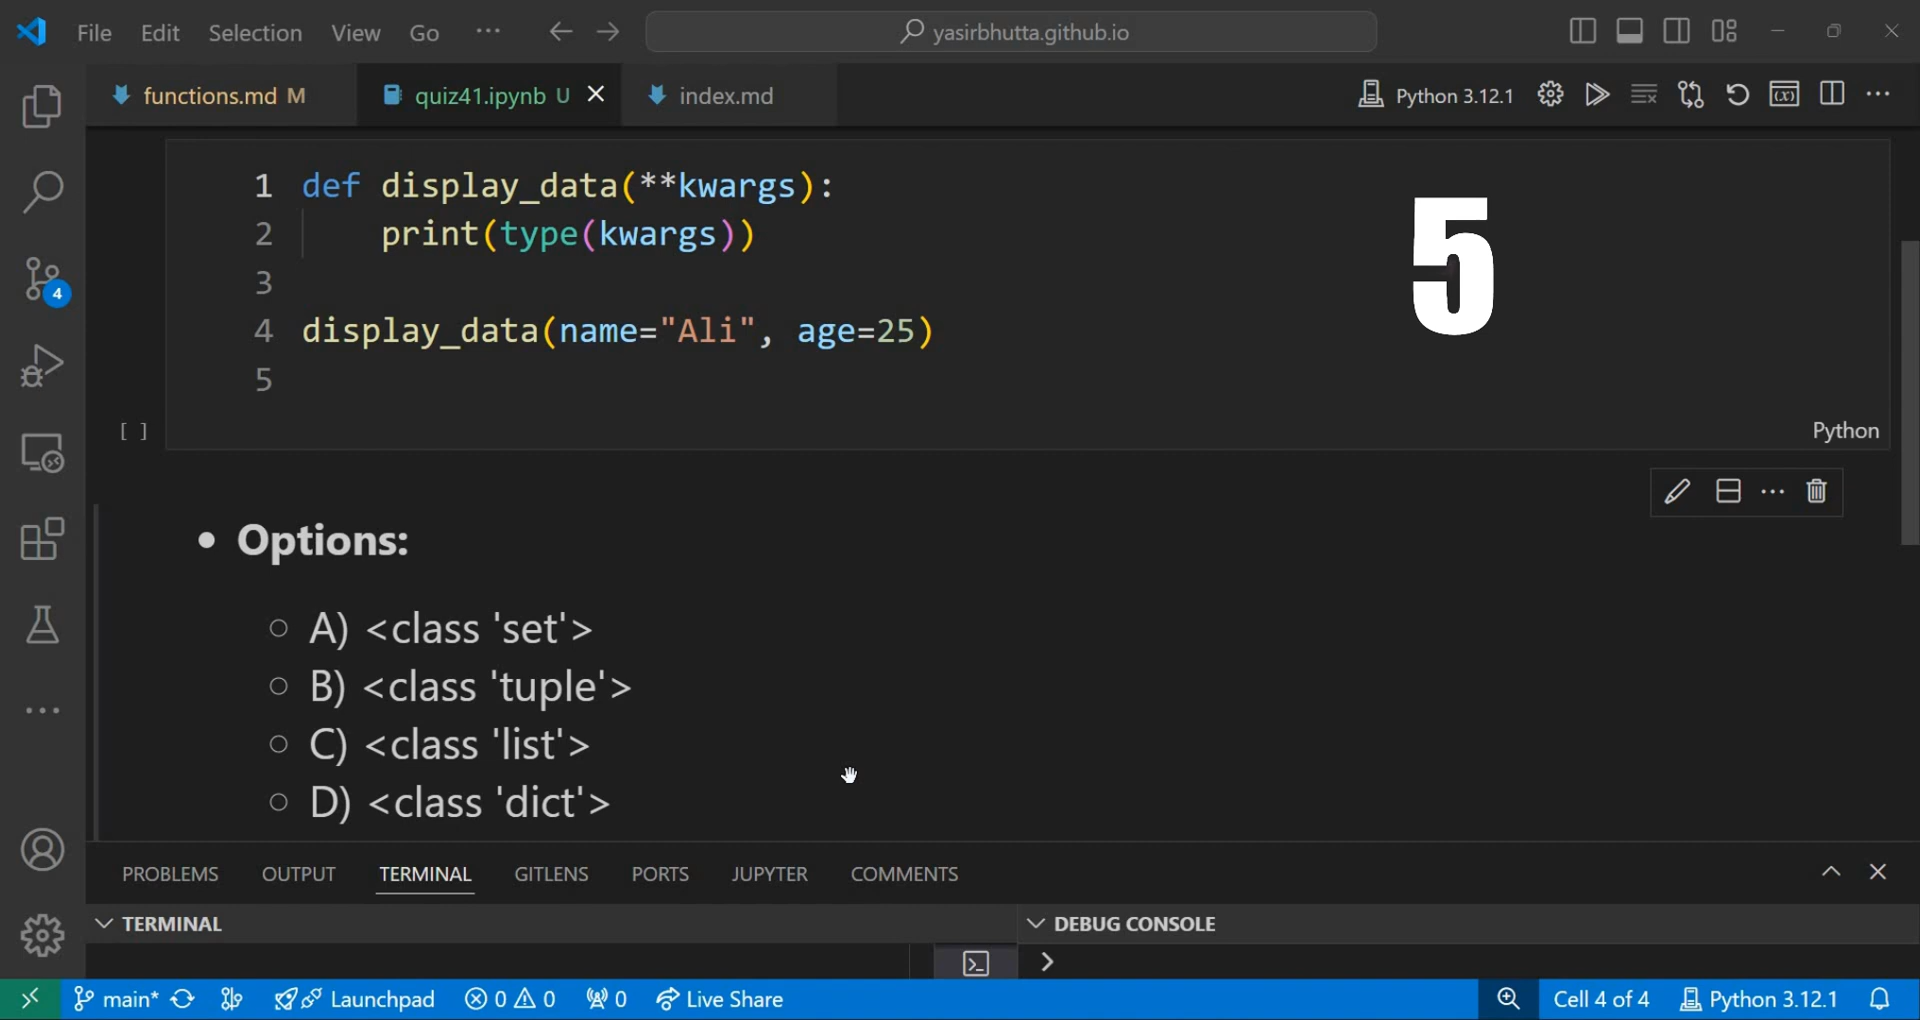 File Edit Selection View Go ··· yasirbhutta.github.io
functions.md M quiz41.ipynb U index.md Python 3.12.1
1 def display_data(**kwargs):
2 print(type(kwargs))
3
4 display_data(name="Ali", age=25)
5
5
[ ] Python
4
• Options:
○ A) <class 'set'>
○ B) <class 'tuple'>
○ C) <class 'list'>
○ D) <class 'dict'>
PROBLEMS OUTPUT TERMINAL GITLENS PORTS JUPYTER COMMENTS
TERMINAL DEBUG CONSOLE
main* Launchpad 0 0 0 Live Share Cell 4 of 4 Python 3.12.1